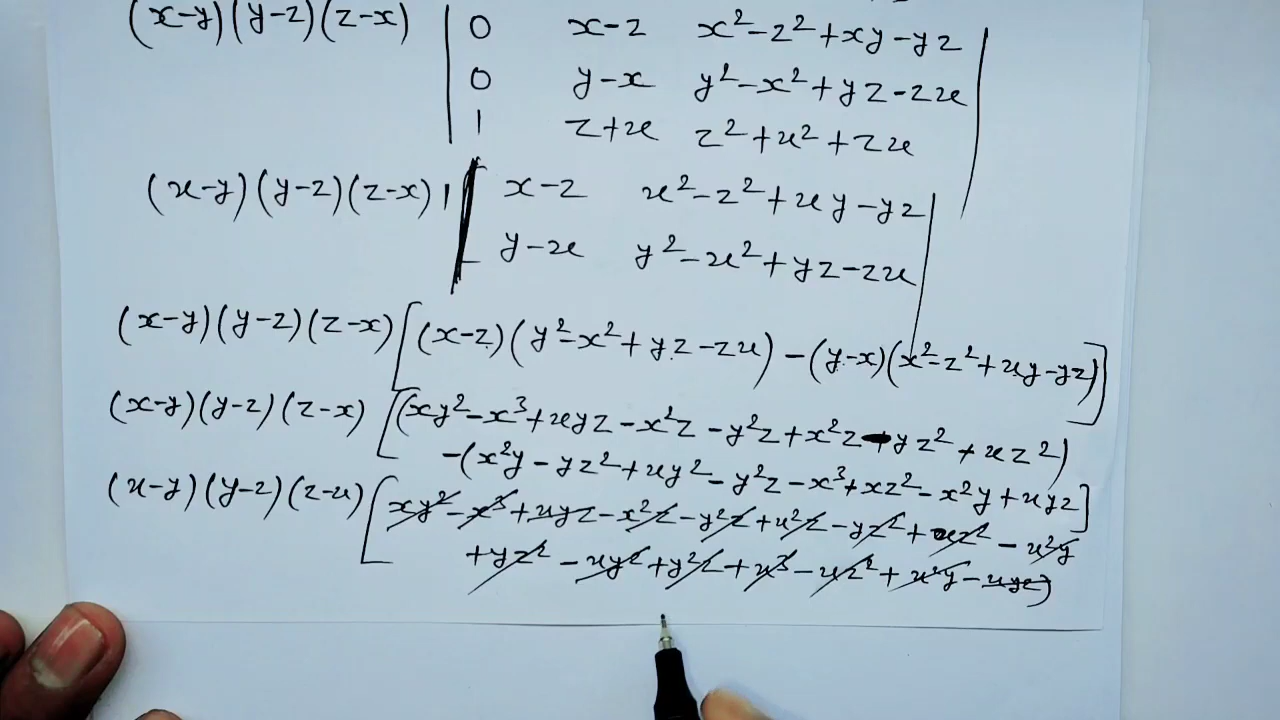 (x-y)(y-z)(z-x) | 0 x-z x²-z²+xy-yz |
0 y-x y²-x²+yz-zx
1 z+x z²+x²+zx
(x-y)(y-z)(z-x) | x-z x²-z²+xy-yz |
y-x y²-x²+yz-zx
(x-y)(y-z)(z-x)[(x-z)(y²-x²+yz-zx)-(y-x)(x²-z²+xy-yz)]
(x-y)(y-z)(z-x)[(xy²-x³+xyz-x²z-y²z+x²z-yz²+xz²)
-(x²y-yz²+xy²-y²z-x³+xz²-x²y+xyz]
(x-y)(y-z)(z-x)[xy²-x³+xyz-x²z-y²z+x²z-yz²+xz²-x²y
+yz²-xy²+y²z+x³-xz²+x²y-xyz)